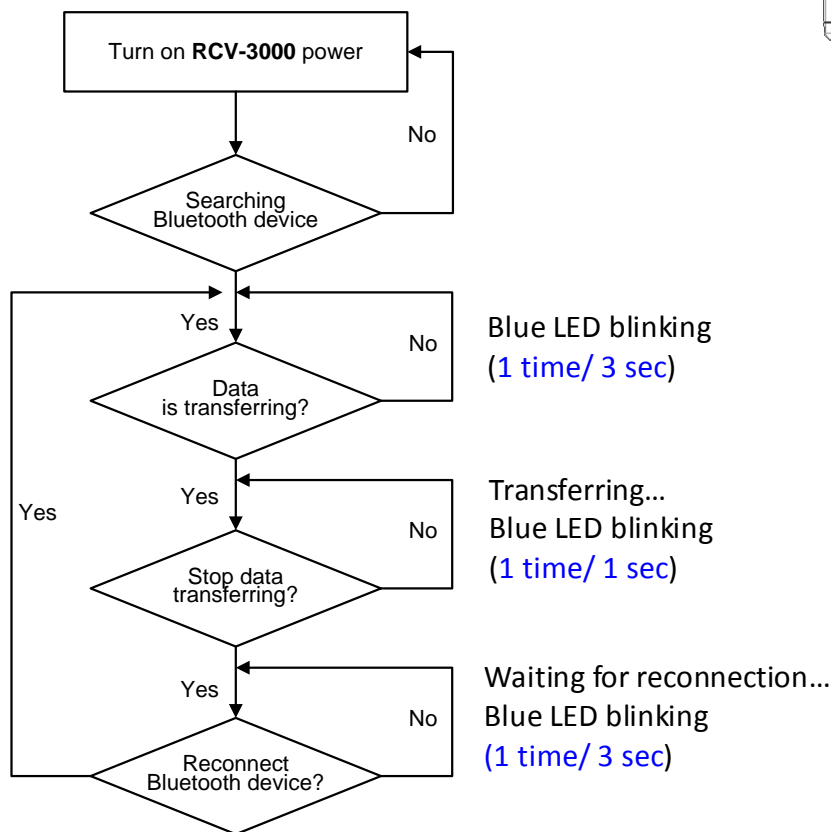 Turn on RCV-3000 power
No
Searching
Bluetooth device
Yes
No
Blue LED blinking
(1 time/ 3 sec)
Data
is transferring?
Yes
Yes
No
Transferring...
Blue LED blinking
(1 time/ 1 sec)
Stop data
transferring?
Yes
No
Waiting for reconnection...
Blue LED blinking
(1 time/ 3 sec)
Reconnect
Bluetooth device?